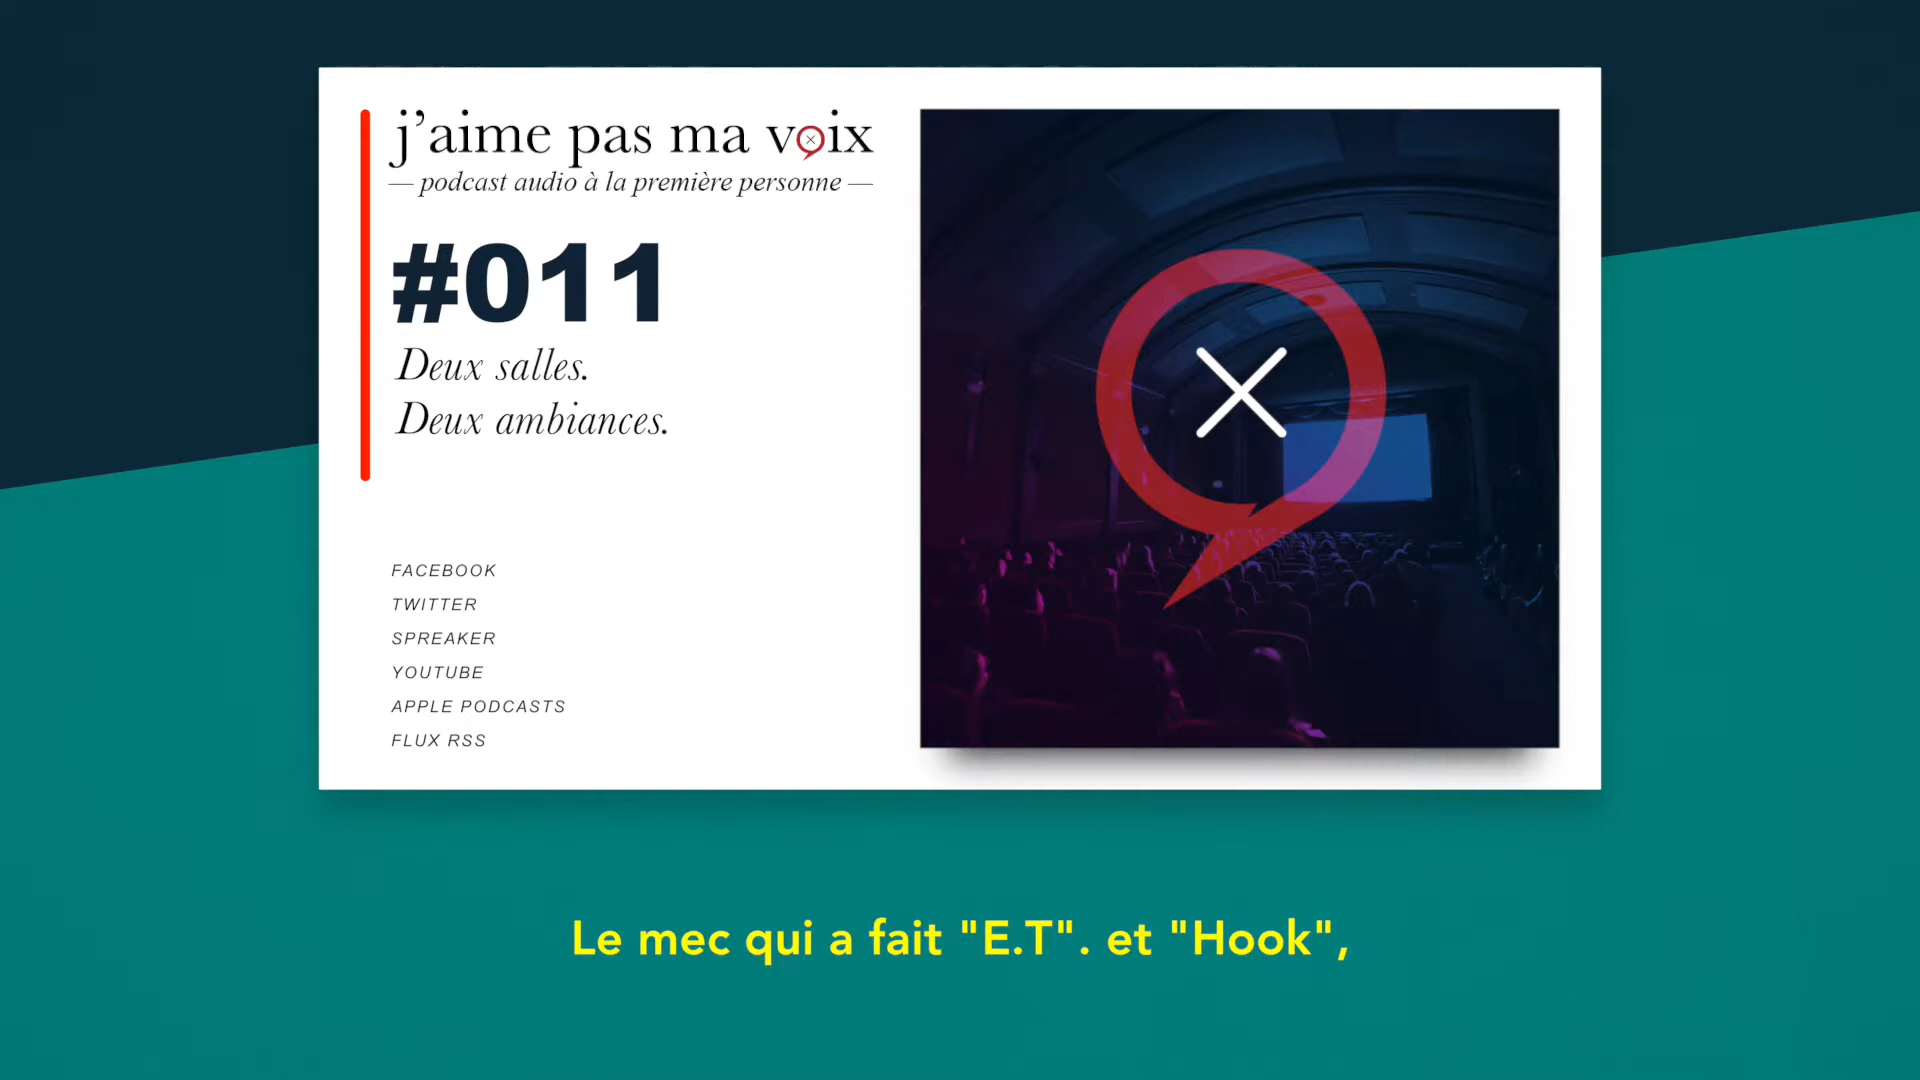 j'aime pas ma voix
— podcast audio à la première personne —
#011
Deux salles.
Deux ambiances.
FACEBOOK
TWITTER
SPREAKER
YOUTUBE
APPLE PODCASTS
FLUX RSS
Le mec qui a fait "E.T". et "Hook",